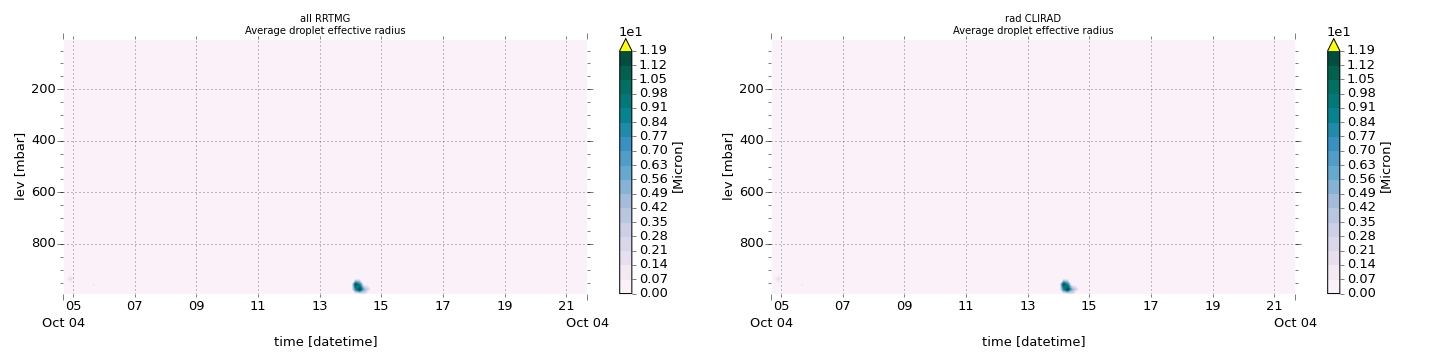 all RRTMG
Average droplet effective radius
1e1
1.19
1.12
1.05
0.98
0.91
0.84
0.77
0.70
0.63
0.56
0.49
0.42
0.35
0.28
0.21
0.14
0.07
0.00
[Micron]
lev [mbar]
200
400
600
800
05 07 09 11 13 15 17 19 21
Oct 04 Oct 04
time [datetime]
rad CLIRAD
Average droplet effective radius
1e1
1.19
1.12
1.05
0.98
0.91
0.84
0.77
0.70
0.63
0.56
0.49
0.42
0.35
0.28
0.21
0.14
0.07
0.00
[Micron]
lev [mbar]
200
400
600
800
05 07 09 11 13 15 17 19 21
Oct 04 Oct 04
time [datetime]